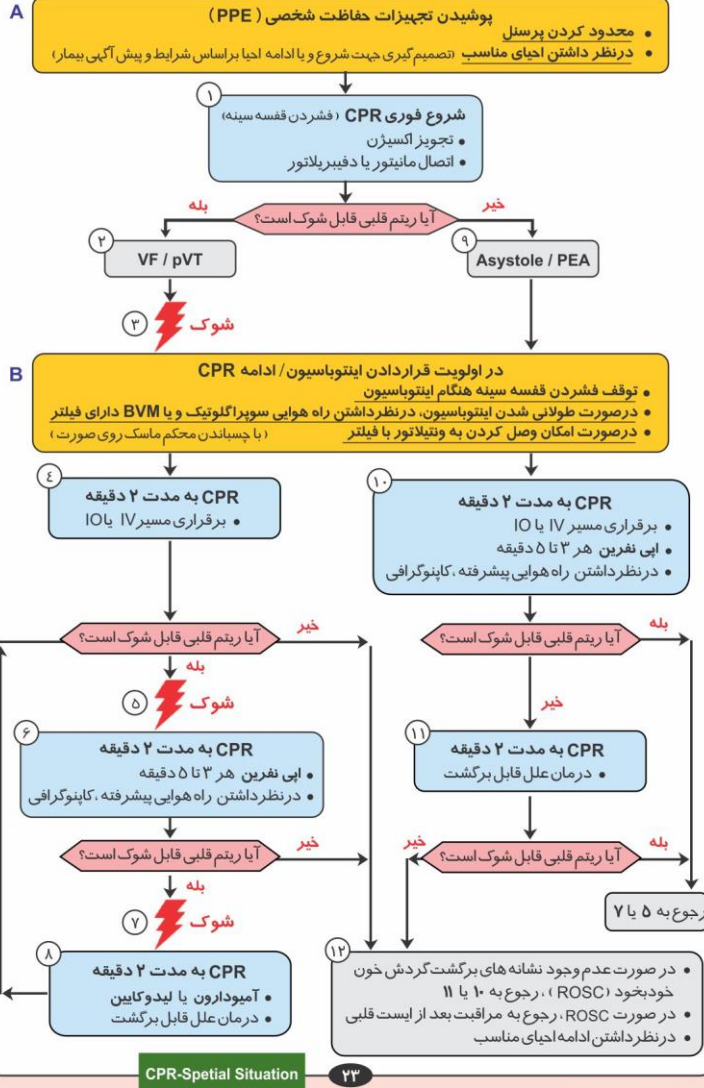 A
پوشیدن تجهیزات حفاظت شخصی ( PPE )
• محدود کردن پرسنل
• درنظر داشتن احیای مناسب (تصمیم گیری جهت شروع و یا ادامه احیا براساس شرایط و پیش آگهی بیمار)
۱
شروع فوری CPR ( فشردن قفسه سینه)
• تجویز اکسیژن
• اتصال مانیتور یا دفیبریلاتور
آیا ریتم قلبی قابل شوک است؟
بله
خیر
۲
VF / pVT
۹
Asystole / PEA
۳
شوک
B
در اولویت قراردادن اینتوباسیون/ ادامه CPR
• توقف فشردن قفسه سینه هنگام اینتوباسیون
• درصورت طولانی شدن اینتوباسیون، درنظرداشتن راه هوایی سوپراگلوتیک و یا BVM دارای فیلتر
• درصورت امکان وصل کردن به ونتیلاتور با فیلتر ( با چسباندن محکم ماسک روی صورت )
٤
CPR به مدت ۲ دقیقه
• برقراری مسیر IV یا IO
آیا ریتم قلبی قابل شوک است؟
خیر
بله
۵
شوک
۶
CPR به مدت ۲ دقیقه
• اپی نفرین هر ۳ تا ۵ دقیقه
• درنظرداشتن راه هوایی پیشرفته ،کاپنوگرافی
آیا ریتم قلبی قابل شوک است؟
خیر
بله
۷
شوک
۸
CPR به مدت ۲ دقیقه
• آمیودارون یا لیدوکایین
• درمان علل قابل برگشت
۱۰
CPR به مدت ۲ دقیقه
• برقراری مسیر IV یا IO
• اپی نفرین هر ۳ تا ۵ دقیقه
• درنظرداشتن راه هوایی پیشرفته ،کاپنوگرافی
آیا ریتم قلبی قابل شوک است؟
بله
خیر
۱۱
CPR به مدت ۲ دقیقه
• درمان علل قابل برگشت
آیا ریتم قلبی قابل شوک است؟
بله
خیر
رجوع به ۵ یا ۷
۱۲
• در صورت عدم وجود نشانه های برگشت گردش خون
خودبخود (ROSC ) ، رجوع به ۱۰ یا ۱۱
• در صورت ROSC ، رجوع به مراقبت بعد از ایست قلبی
• درنظر داشتن ادامه احیای مناسب
CPR-Spetial Situation
۲۳